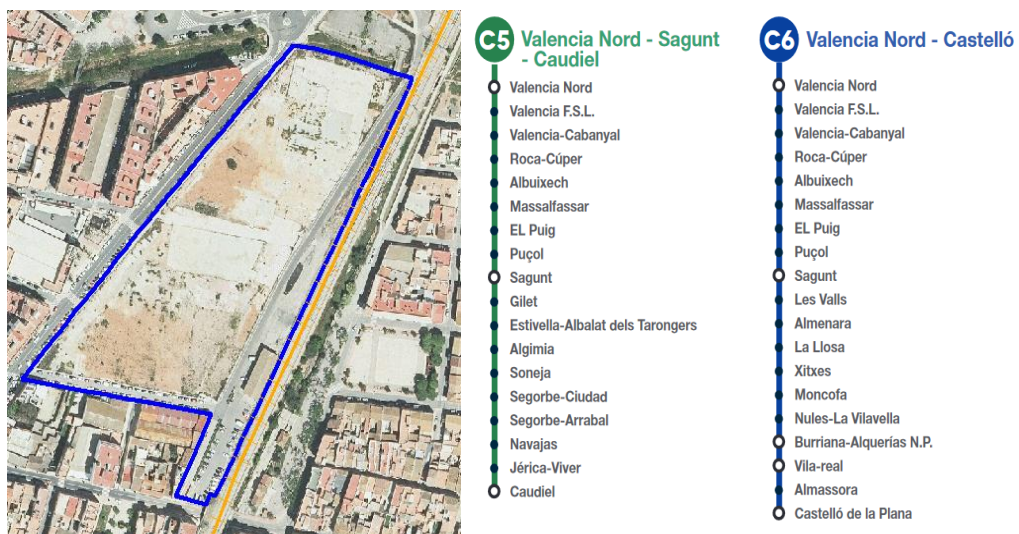 C5 Valencia Nord - Sagunt
- Caudiel
Valencia Nord
Valencia F.S.L.
Valencia-Cabanyal
Roca-Cúper
Albuixech
Massalfassar
EL Puig
Puçol
Sagunt
Gilet
Estivella-Albalat dels Tarongers
Algimia
Soneja
Segorbe-Ciudad
Segorbe-Arrabal
Navajas
Jérica-Viver
Caudiel
C6 Valencia Nord - Castelló
Valencia Nord
Valencia F.S.L.
Valencia-Cabanyal
Roca-Cúper
Albuixech
Massalfassar
EL Puig
Puçol
Sagunt
Les Valls
Almenara
La Llosa
Xitxes
Moncofa
Nules-La Vilavella
Burriana-Alquerías N.P.
Vila-real
Almassora
Castelló de la Plana